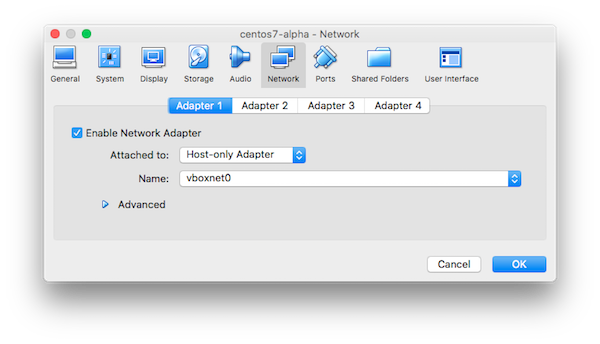 centos7-alpha - Network
General System Display Storage Audio Network Ports Shared Folders User Interface
Adapter 1 Adapter 2 Adapter 3 Adapter 4
Enable Network Adapter
Attached to: Host-only Adapter
Name: vboxnet0
Advanced
Cancel OK